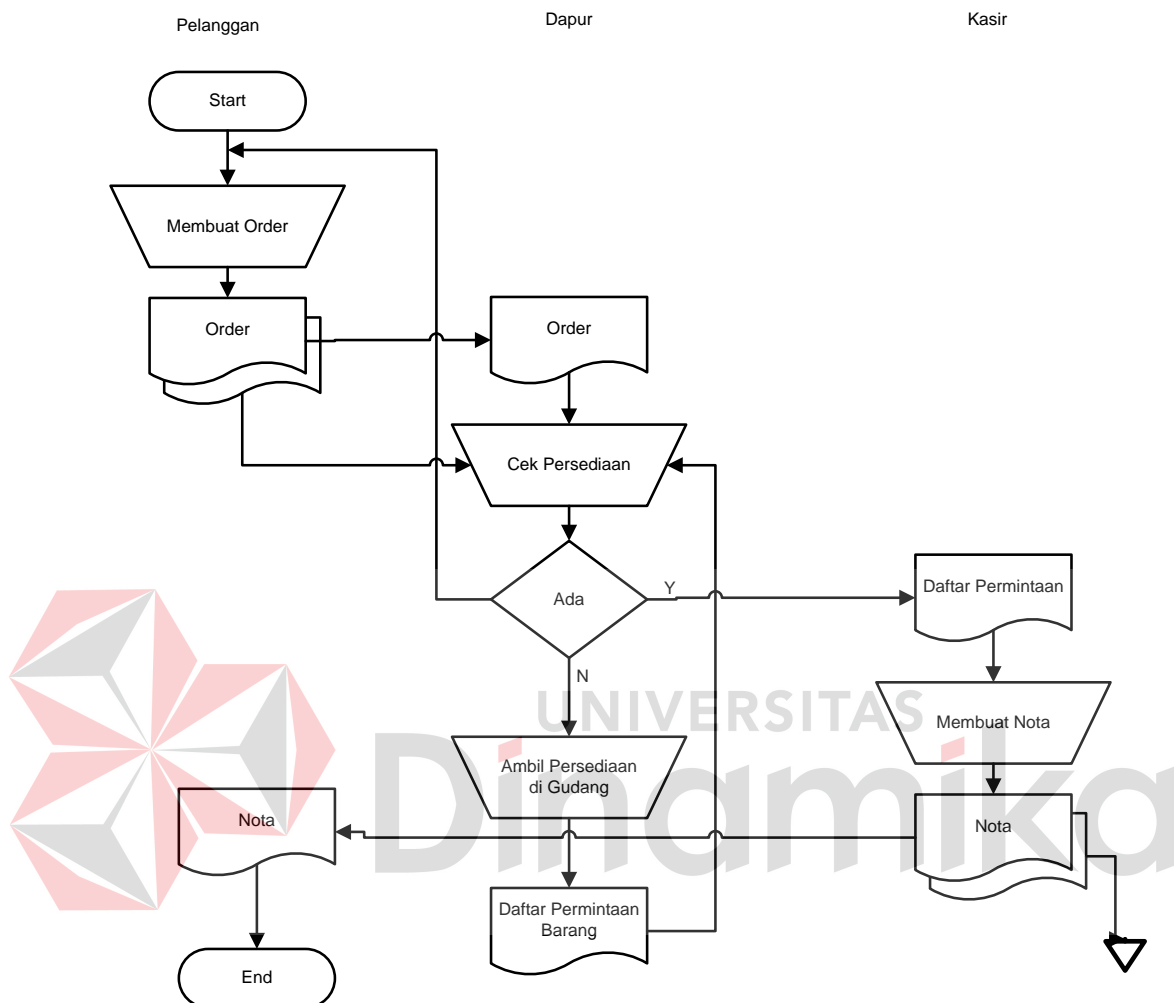 Pelanggan
Dapur
Kasir
Start
Membuat Order
Order
Order
Cek Persediaan
Ada
Y
N
Daftar Permintaan
UNIVERSITAS
Dinamika
Membuat Nota
Ambil Persediaan
di Gudang
Nota
Nota
Daftar Permintaan
Barang
End